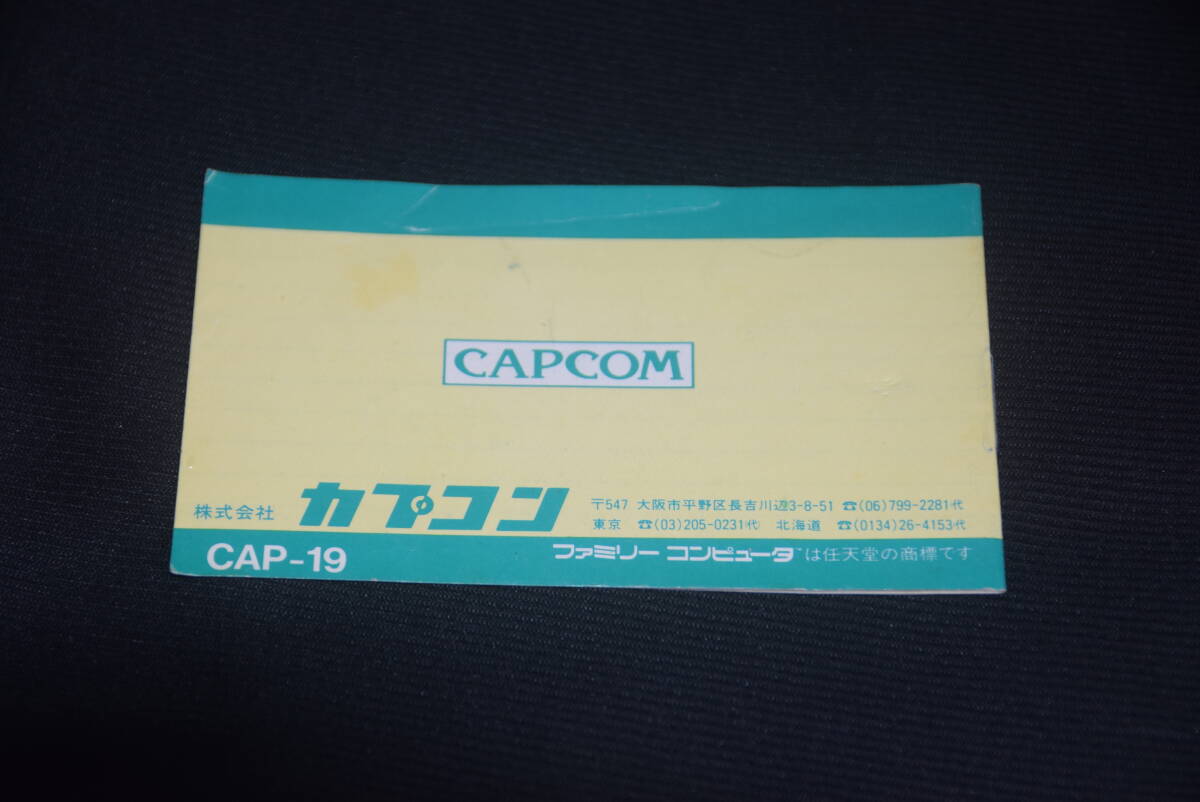 CAPCOM
株式会社 カプコン
〒547 大阪市平野区長吉川辺3-8-51 ☎(06)799-2281代
東京 ☎(03)205-0231代) 北海道 ☎(0134)26-4153代
CAP-19
ファミリー コンピュータ™は任天堂の商標です